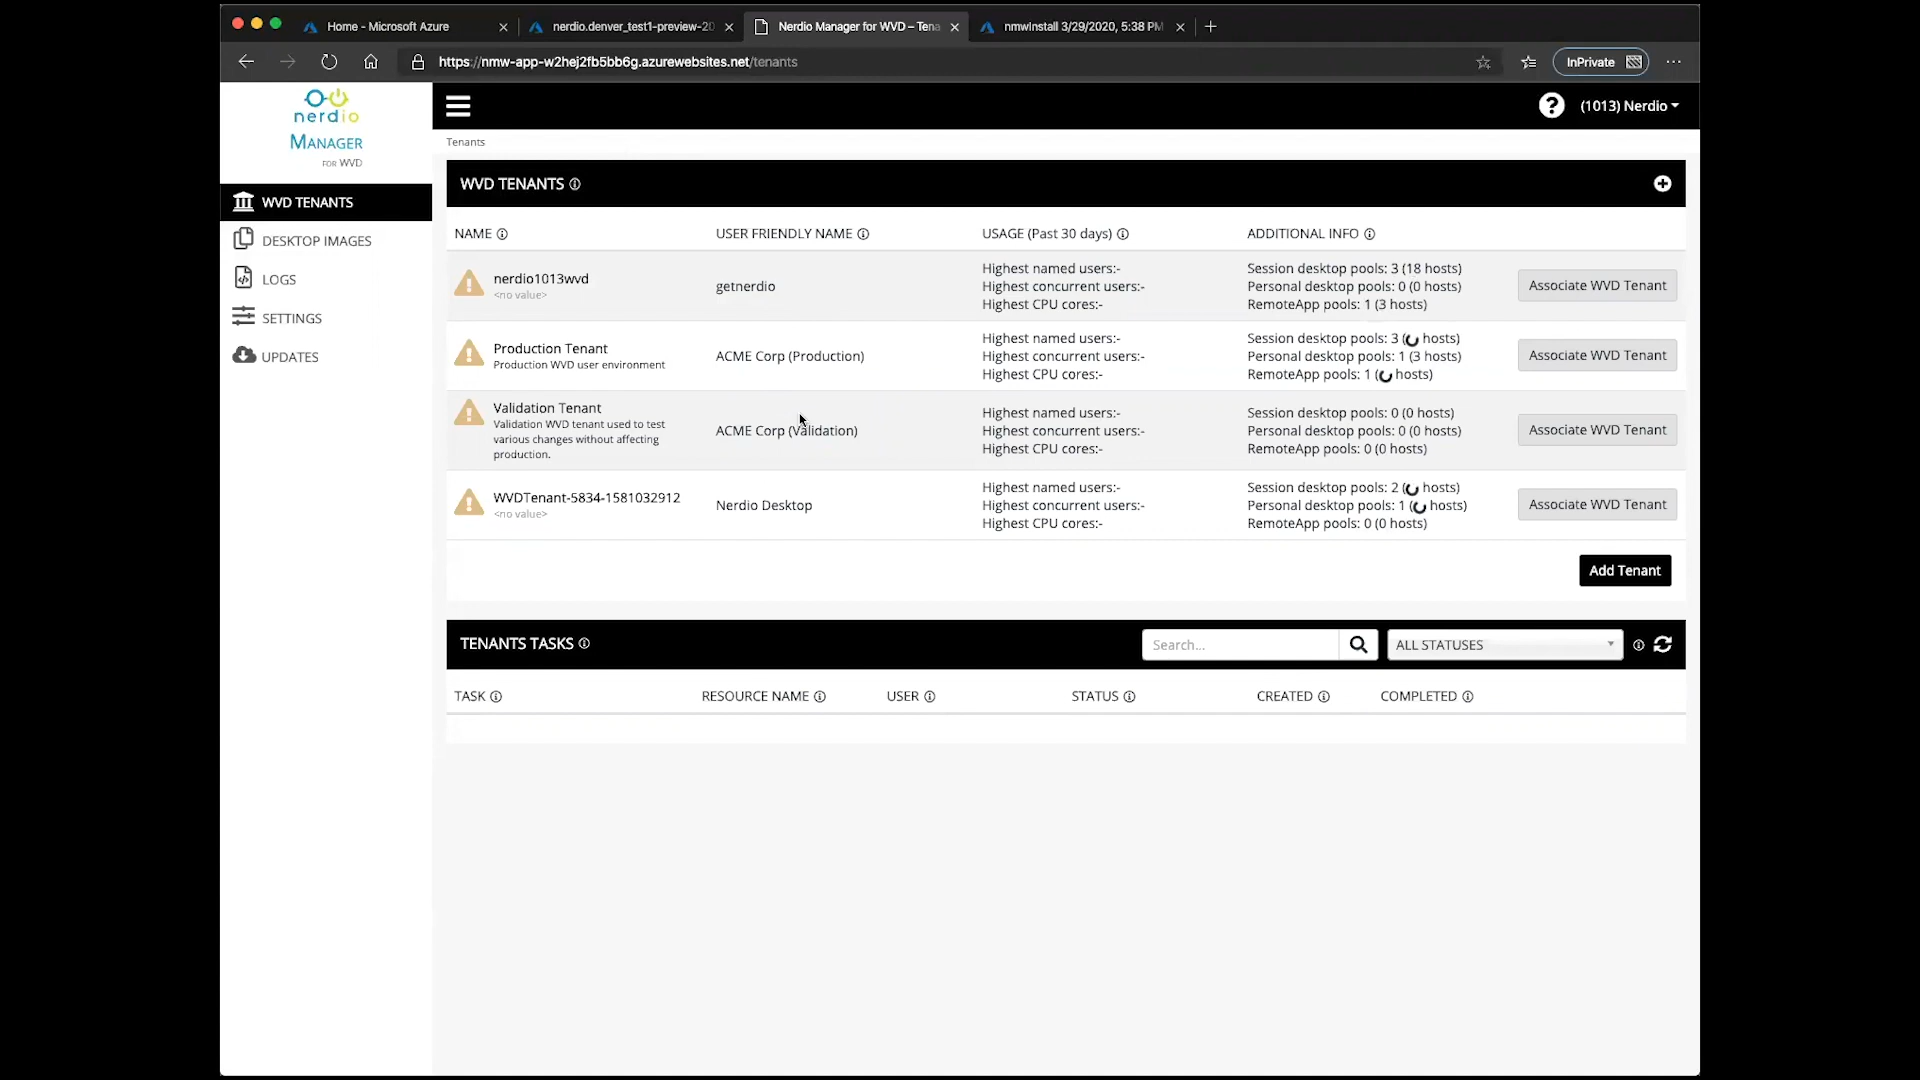 Home - Microsoft Azure
nerdio.denver_test1-preview-20
Nerdio Manager for WVD – Tena
nmwInstall 3/29/2020, 5:38 PM
https://nmw-app-w2hej2fb5bb6g.azurewebsites.net/tenants
InPrivate
nerdio
MANAGER
FOR WVD
(1013) Nerdio
WVD TENANTS
DESKTOP IMAGES
LOGS
SETTINGS
UPDATES
Tenants
WVD TENANTS
NAME USER FRIENDLY NAME USAGE (Past 30 days) ADDITIONAL INFO
nerdio1013wvd
<no value>
getnerdio
Highest named users:-
Highest concurrent users:-
Highest CPU cores:-
Session desktop pools: 3 (18 hosts)
Personal desktop pools: 0 (0 hosts)
RemoteApp pools: 1 (3 hosts)
Associate WVD Tenant
Production Tenant
Production WVD user environment
ACME Corp (Production)
Highest named users:-
Highest concurrent users:-
Highest CPU cores:-
Session desktop pools: 3 ( hosts)
Personal desktop pools: 1 (3 hosts)
RemoteApp pools: 1 ( hosts)
Associate WVD Tenant
Validation Tenant
Validation WVD tenant used to test
various changes without affecting
production.
ACME Corp (Validation)
Highest named users:-
Highest concurrent users:-
Highest CPU cores:-
Session desktop pools: 0 (0 hosts)
Personal desktop pools: 0 (0 hosts)
RemoteApp pools: 0 (0 hosts)
Associate WVD Tenant
WVDTenant-5834-1581032912
<no value>
Nerdio Desktop
Highest named users:-
Highest concurrent users:-
Highest CPU cores:-
Session desktop pools: 2 ( hosts)
Personal desktop pools: 1 ( hosts)
RemoteApp pools: 0 (0 hosts)
Associate WVD Tenant
Add Tenant
TENANTS TASKS
Search...
ALL STATUSES
TASK RESOURCE NAME USER STATUS CREATED COMPLETED